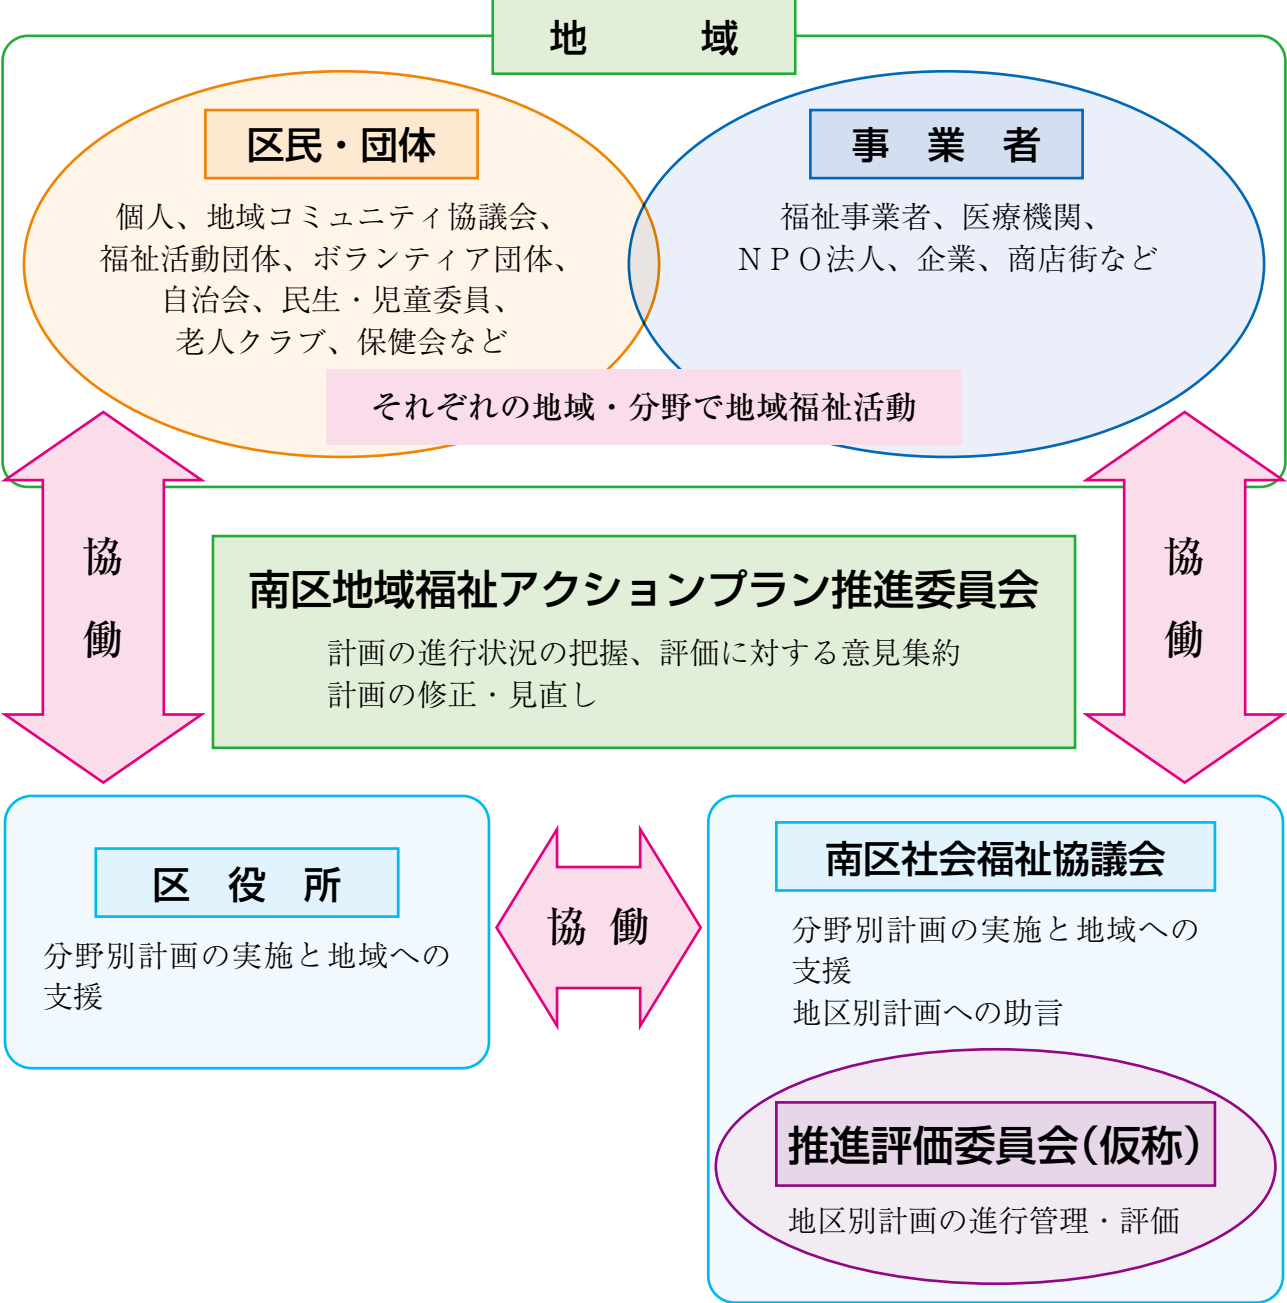 地　域
区民・団体
個人、地域コミュニティ協議会、
福祉活動団体、ボランティア団体、
自治会、民生・児童委員、
老人クラブ、保健会など
事　業　者
福祉事業者、医療機関、
ＮＰＯ法人、企業、商店街など
それぞれの地域・分野で地域福祉活動
協働
協働
南区地域福祉アクションプラン推進委員会
計画の進行状況の把握、評価に対する意見集約
計画の修正・見直し
区　役　所
分野別計画の実施と地域への
支援
協 働
南区社会福祉協議会
分野別計画の実施と地域への
支援
地区別計画への助言
推進評価委員会(仮称)
地区別計画の進行管理・評価